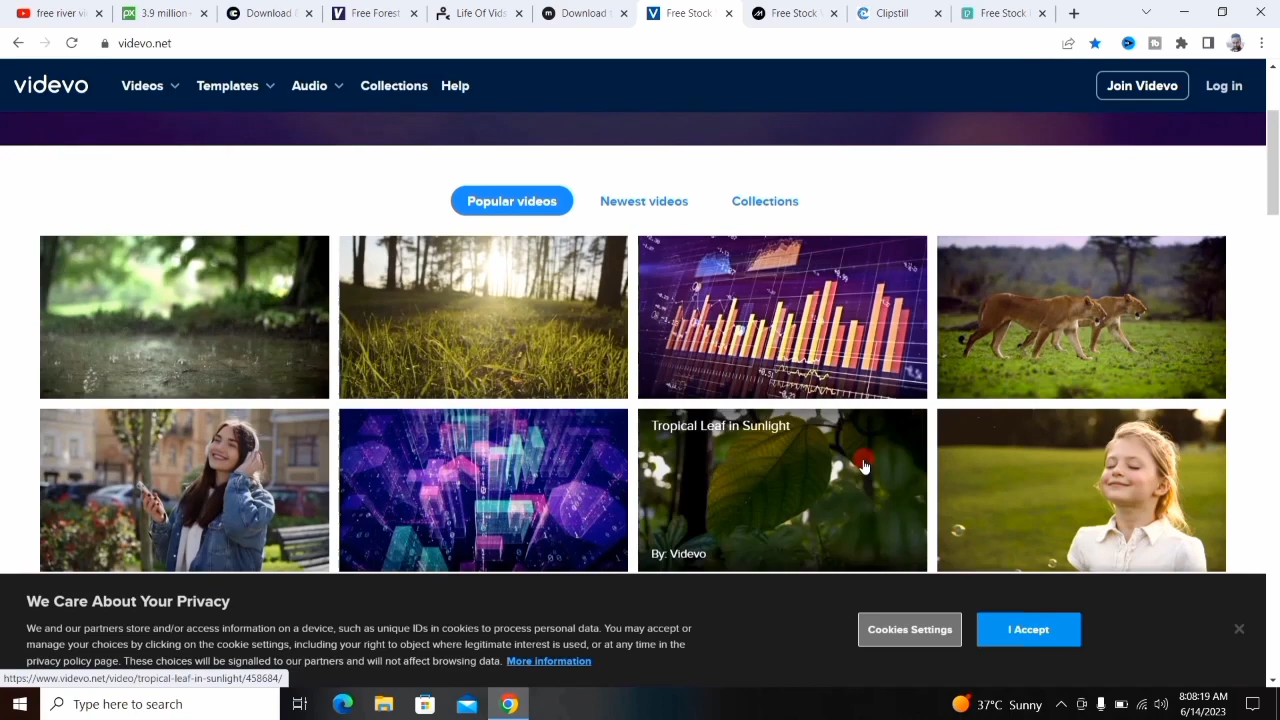 river vi
3.5 million+
Download F
Free Forest
Life Of Vids
Download t
Free Stock
Free Stock
Clipstill
Free Stock
videvo.net
videvo
Videos Templates Audio Collections Help
Join Videvo Log in
Popular videos Newest videos Collections
Tropical Leaf in Sunlight
By: Videvo
We Care About Your Privacy
We and our partners store and/or access information on a device, such as unique IDs in cookies to process personal data. You may accept or
manage your choices by clicking on the cookie settings, including your right to object where legitimate interest is used, or at any time in the
privacy policy page. These choices will be signalled to our partners and will not affect browsing data. More information
Cookies Settings I Accept
https://www.videvo.net/video/tropical-leaf-in-sunlight/458684/
Type here to search
37°C Sunny
8:08:19 AM
6/14/2023